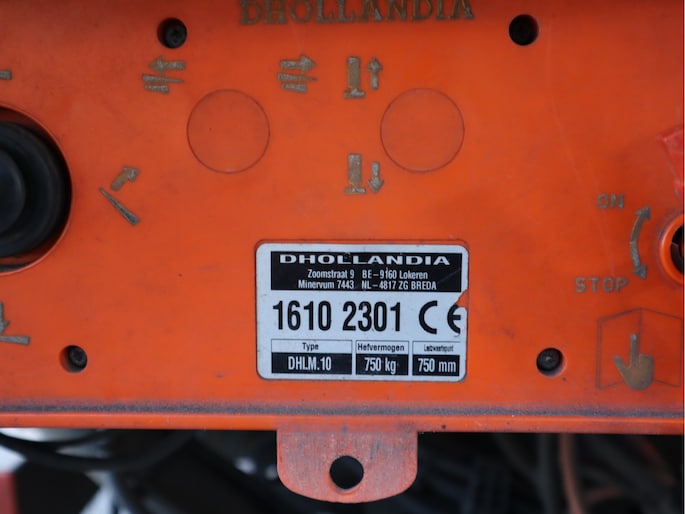 DHOLLANDIA
ON
STOP
DHOLLANDIA
Zoomstraat 9 BE-9160 Lokeren
Minervum 7443 NL-4817 ZG BREDA
1610 2301 CE
Type Hefvermogen Lastzwaartepunt
DHLM.10 750 kg 750 mm